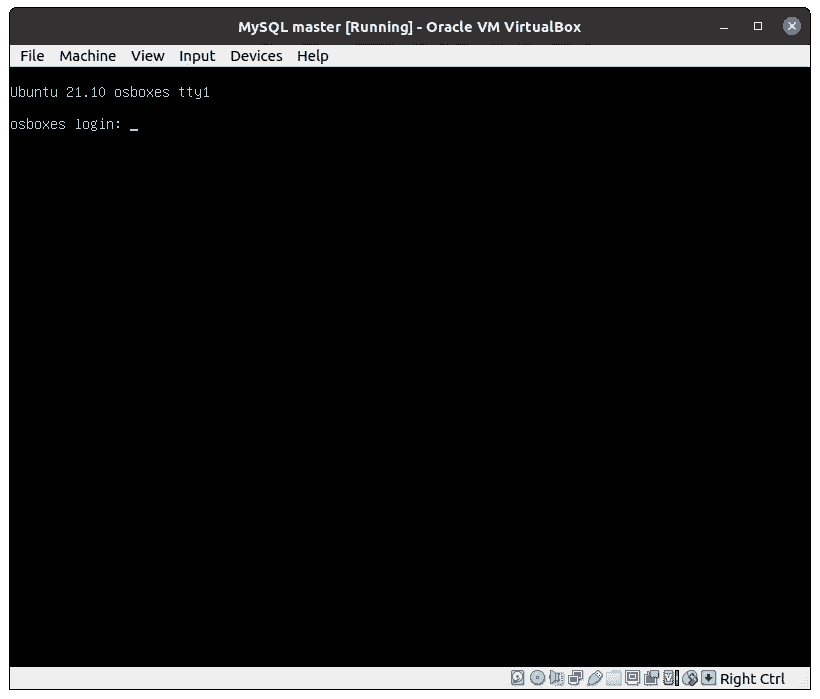 MySQL master [Running] - Oracle VM VirtualBox
File Machine View Input Devices Help
Ubuntu 21.10 osboxes tty1
osboxes login: _
Right Ctrl